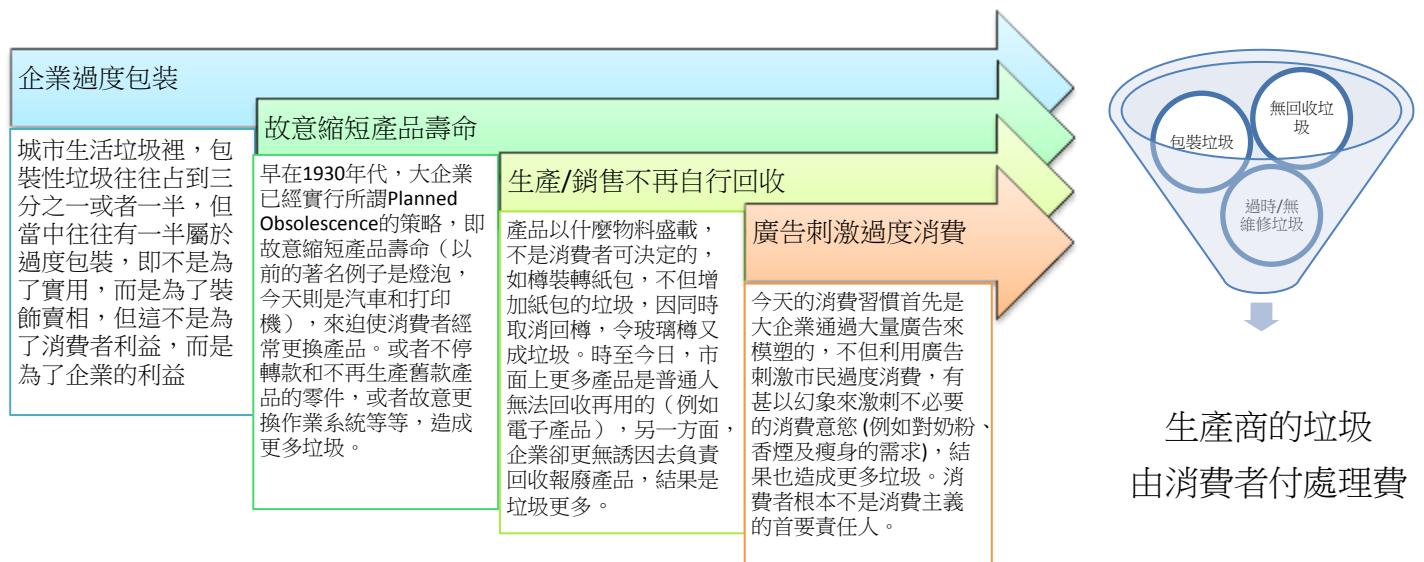 企業過度包裝
城市生活垃圾裡，包
裝性垃圾往往占到三
分之一或者一半，但
當中往往有一半屬於
過度包裝，即不是為
了實用，而是為了裝
飾賣相，但這不是為
了消費者利益，而是
為了企業的利益
故意縮短產品壽命
早在1930年代，大企業
已經實行所謂Planned
Obsolescence的策略，即
故意縮短產品壽命（以
前的著名例子是燈泡，
今天則是汽車和打印
機），來迫使消費者經
常更換產品。或者不停
轉款和不再生產舊款產
品的零件，或者故意更
換作業系統等等，造成
更多垃圾。
生產/銷售不再自行回收
產品以什麼物料盛載，
不是消費者可決定的，
如樽裝轉紙包，不但增
加紙包的垃圾，因同時
取消回樽，令玻璃樽又
成垃圾。時至今日，市
面上更多產品是普通人
無法回收再用的（例如
電子產品），另一方面，
企業卻更無誘因去負責
回收報廢產品，結果是
垃圾更多。
廣告刺激過度消費
今天的消費習慣首先是
大企業通過大量廣告來
模塑的，不但利用廣告
刺激市民過度消費，有
甚以幻象來激刺不必要
的消費意慾 (例如對奶粉、
香煙及瘦身的需求)，結
果也造成更多垃圾。消
費者根本不是消費主義
的首要責任人。
包裝垃圾
無回收垃
圾
過時/無
維修垃圾
生產商的垃圾
由消費者付處理費